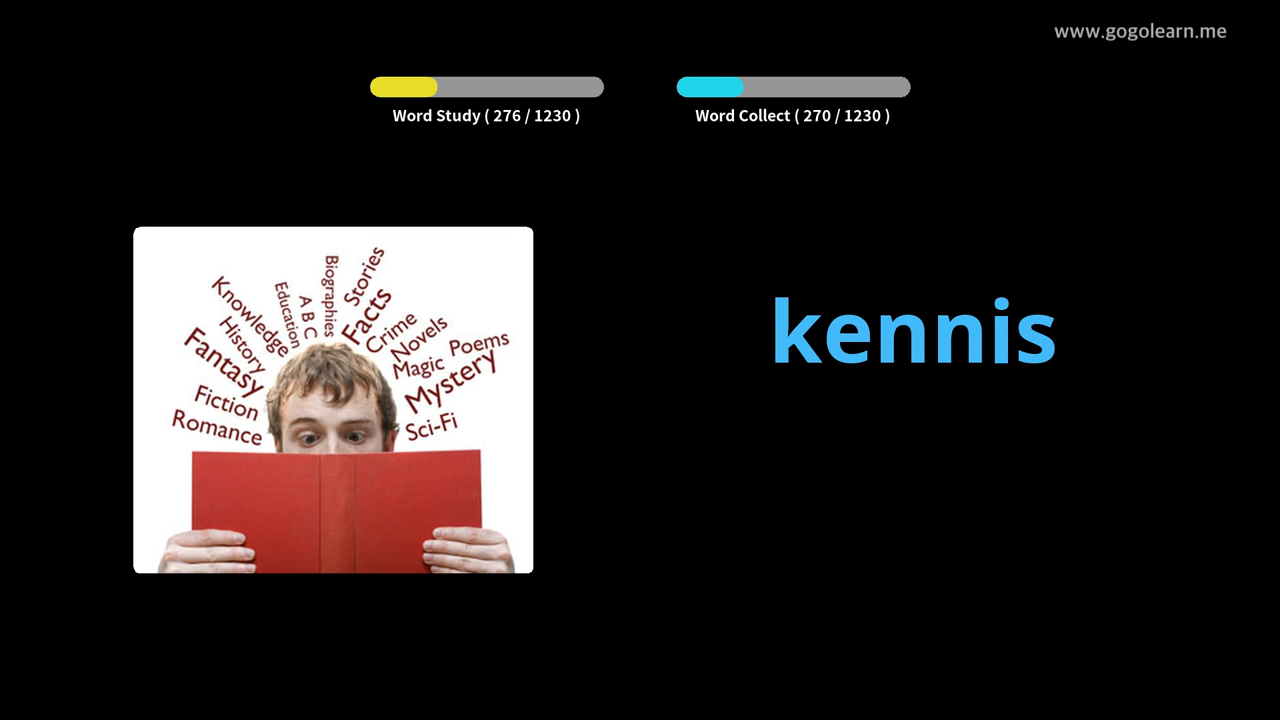 www.gogolearn.me
Word Study ( 276 / 1230 )
Word Collect ( 270 / 1230 )
kennis
Biographies
Stories
Education
A B C
Facts
Knowledge
Crime
History
Novels
Fantasy
Magic
Poems
Mystery
Fiction
Romance
Sci-Fi